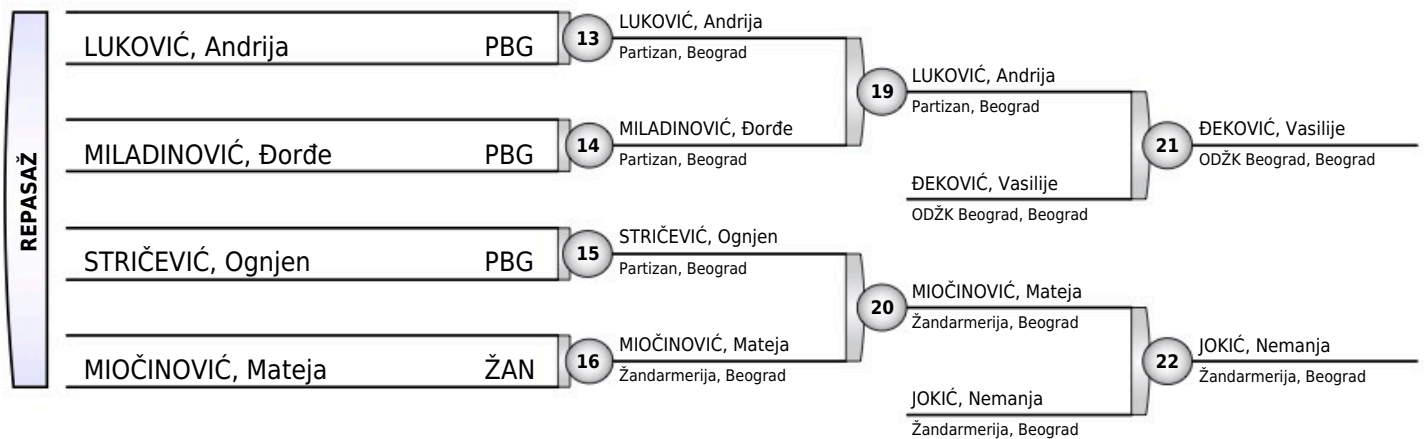 REPASAŽ
LUKOVIĆ, Andrija PBG
13
LUKOVIĆ, Andrija
Partizan, Beograd
MILADINOVIĆ, Đorđe PBG
14
MILADINOVIĆ, Đorđe
Partizan, Beograd
19
LUKOVIĆ, Andrija
Partizan, Beograd
ĐEKOVIĆ, Vasilije
ODŽK Beograd, Beograd
21
ĐEKOVIĆ, Vasilije
ODŽK Beograd, Beograd
STRIČEVIĆ, Ognjen PBG
15
STRIČEVIĆ, Ognjen
Partizan, Beograd
MIOČINOVIĆ, Mateja ŽAN
16
MIOČINOVIĆ, Mateja
Žandarmerija, Beograd
20
MIOČINOVIĆ, Mateja
Žandarmerija, Beograd
JOKIĆ, Nemanja
Žandarmerija, Beograd
22
JOKIĆ, Nemanja
Žandarmerija, Beograd